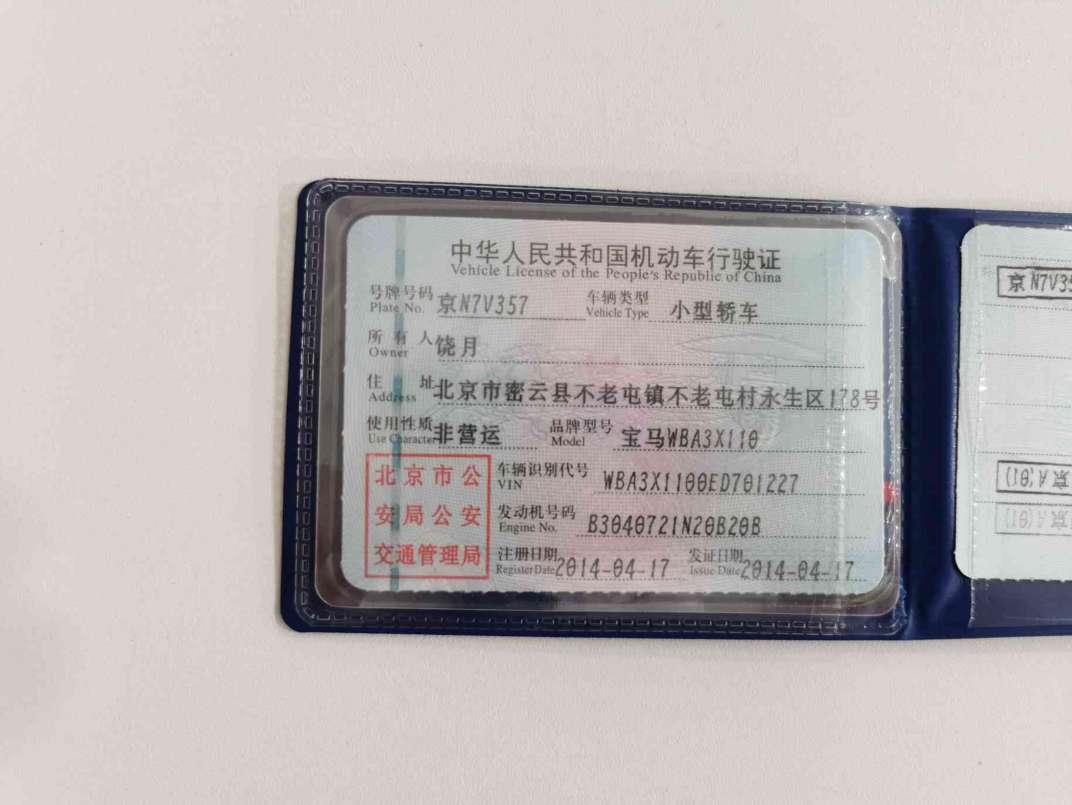 中华人民共和国机动车行驶证
Vehicle License of the People's Republic of China
号牌号码 京N7V357 车辆类型 小型轿车
Plate No. Vehicle Type
所有人 饶月
Owner
住址 北京市密云县不老屯镇不老屯村永生区178号
Address
使用性质 非营运 品牌型号 宝马WBA3X110
Use Character Model
北京市公
安局公安
交通管理局
车辆识别代号 WBA3X1100ED701227
VIN
发动机号码 B3040721N20B20B
Engine No.
注册日期 2014-04-17 发证日期 2014-04-17
Register Date Issue Date
京N7V35
京A(01)
京A(01)